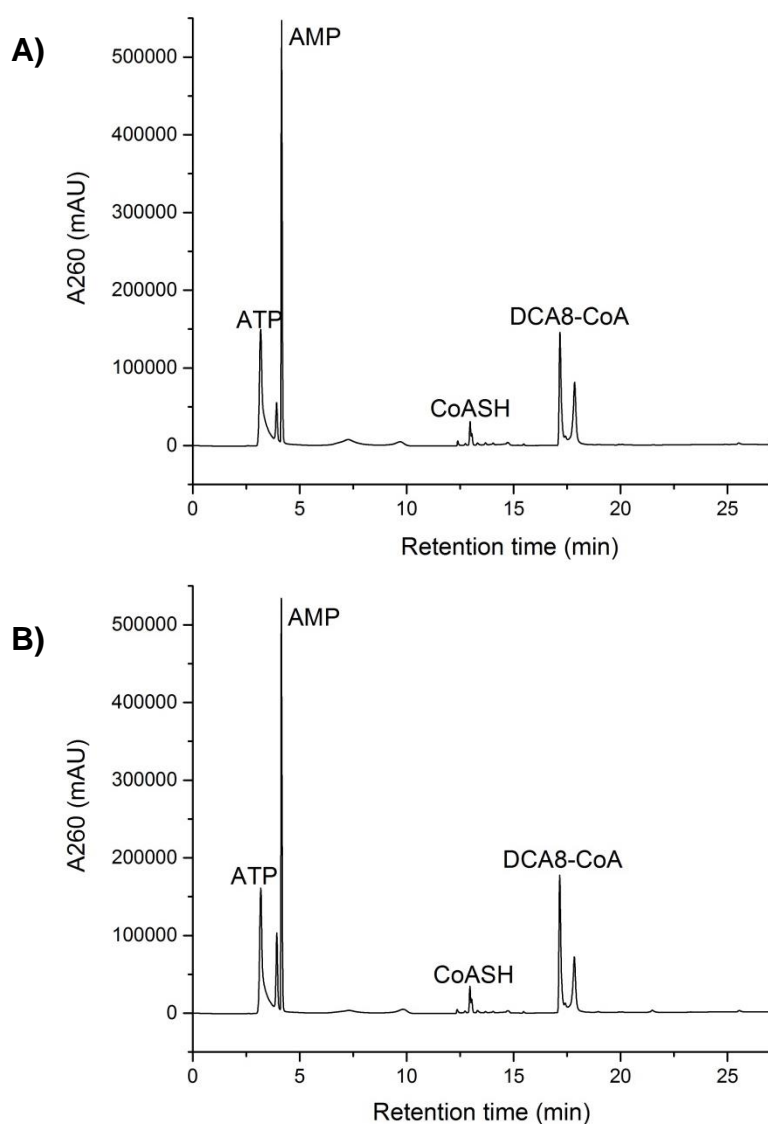 A)
AMP
500000
400000
300000
200000
100000
0
A260 (mAU)
ATP
DCA8-CoA
CoASH
0 5 10 15 20 25
Retention time (min)
B)
AMP
500000
400000
300000
200000
100000
0
A260 (mAU)
ATP
DCA8-CoA
CoASH
0 5 10 15 20 25
Retention time (min)